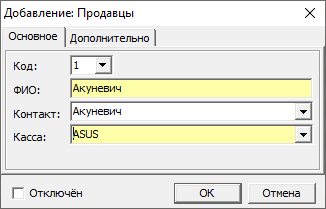 Добавление: Продавцы
Основное Дополнительно
Код: 1
ФИО: Акуневич
Контакт: Акуневич
Касса: ASUS
Отключён OK Отмена